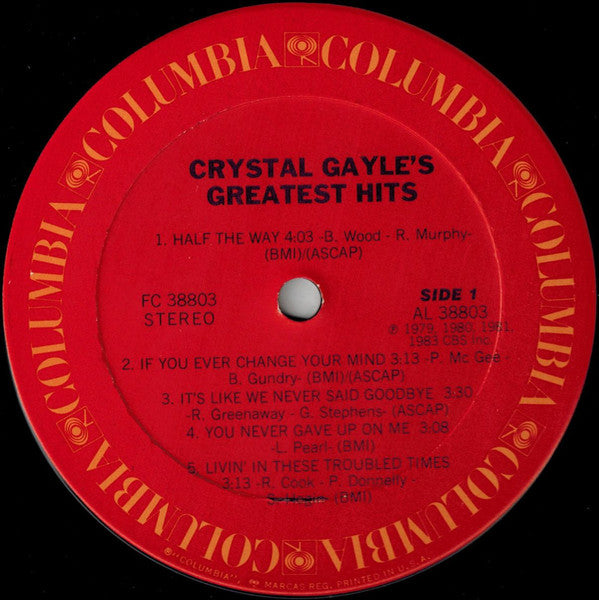 COLUMBIA COLUMBIA COLUMBIA COLUMBIA COLUMBIA COLUMBIA
CRYSTAL GAYLE'S
GREATEST HITS
1. HALF THE WAY 4:03 -B. Wood - R. Murphy-
(BMI)/(ASCAP)
FC 38803
STEREO
SIDE 1
AL 38803
℗ 1979, 1980, 1981,
1983 CBS Inc.
2. IF YOU EVER CHANGE YOUR MIND 3:13 -P. Mc Gee -
B. Gundry- (BMI)/(ASCAP)
3. IT'S LIKE WE NEVER SAID GOODBYE 3:30
-R. Greenaway - G. Stephens- (ASCAP)
4. YOU NEVER GAVE UP ON ME 3:08
-L. Pearl- (BMI)
5. LIVIN' IN THESE TROUBLED TIMES
3:13 -R. Cook - P. Donnelly -
(BMI)
©"COLUMBIA", ® MARCAS REG. PRINTED IN U.S.A.